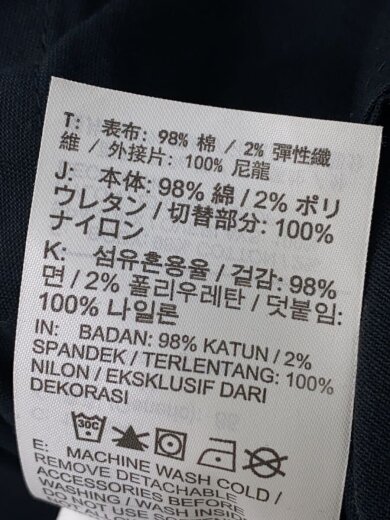 T: 表布: 98% 棉 / 2% 彈性纖
維 / 外接片: 100% 尼龍
J: 本体: 98% 綿 / 2% ポリ
ウレタン / 切替部分: 100%
ナイロン
K: 섬유혼용율 / 겉감: 98%
면 / 2% 폴리우레탄 / 덧붙임:
100% 나일론
IN: BADAN: 98% KATUN / 2%
SPANDEK / TERLENTANG: 100%
NILON / EKSKLUSIF DARI
DEKORASI
30C
E: MACHINE WASH COLD /
REMOVE DETACHABLE
ACCESSORIES BEFORE
WASHING / WASH INSIDE
DO NOT USE